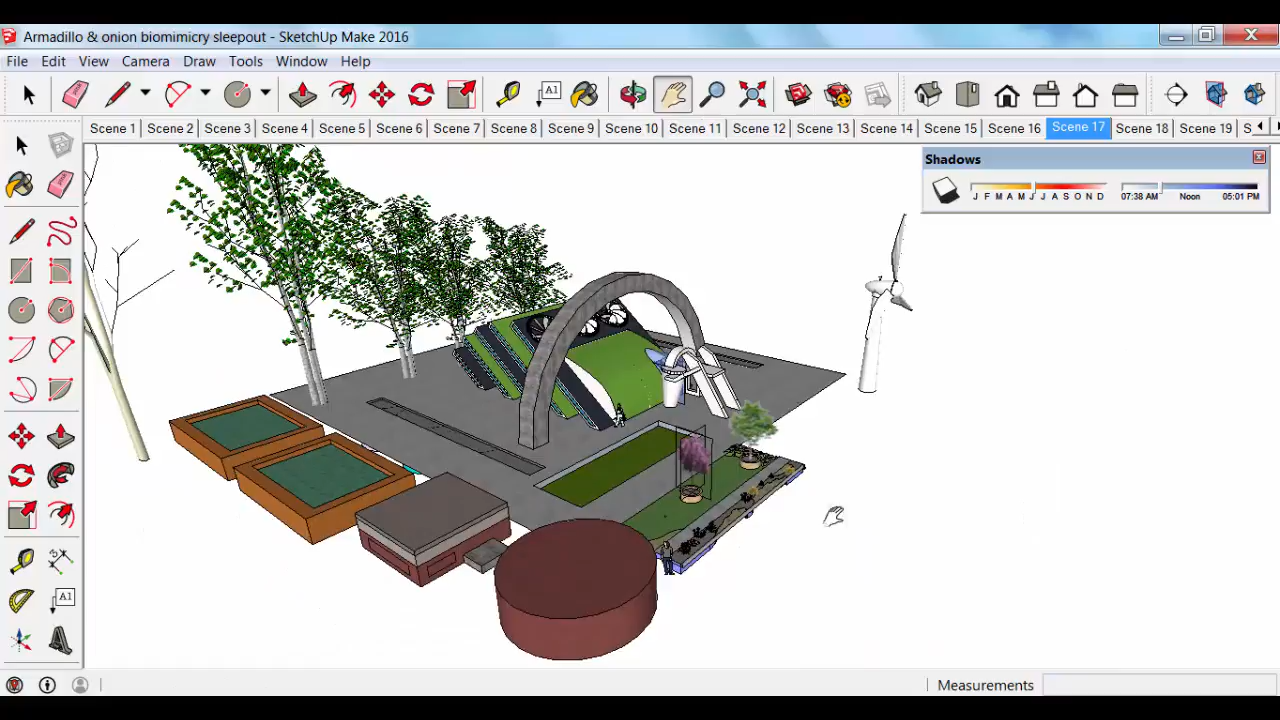 Armadillo & onion biomimicry sleepout - SketchUp Make 2016
File Edit View Camera Draw Tools Window Help
A1
Scene 1 Scene 2 Scene 3 Scene 4 Scene 5 Scene 6 Scene 7 Scene 8 Scene 9 Scene 10 Scene 11 Scene 12 Scene 13 Scene 14 Scene 15 Scene 16 Scene 17 Scene 18 Scene 19 S
Shadows
J F M A M J J A S O N D 07:38 AM Noon 05:01 PM
A1
Measurements